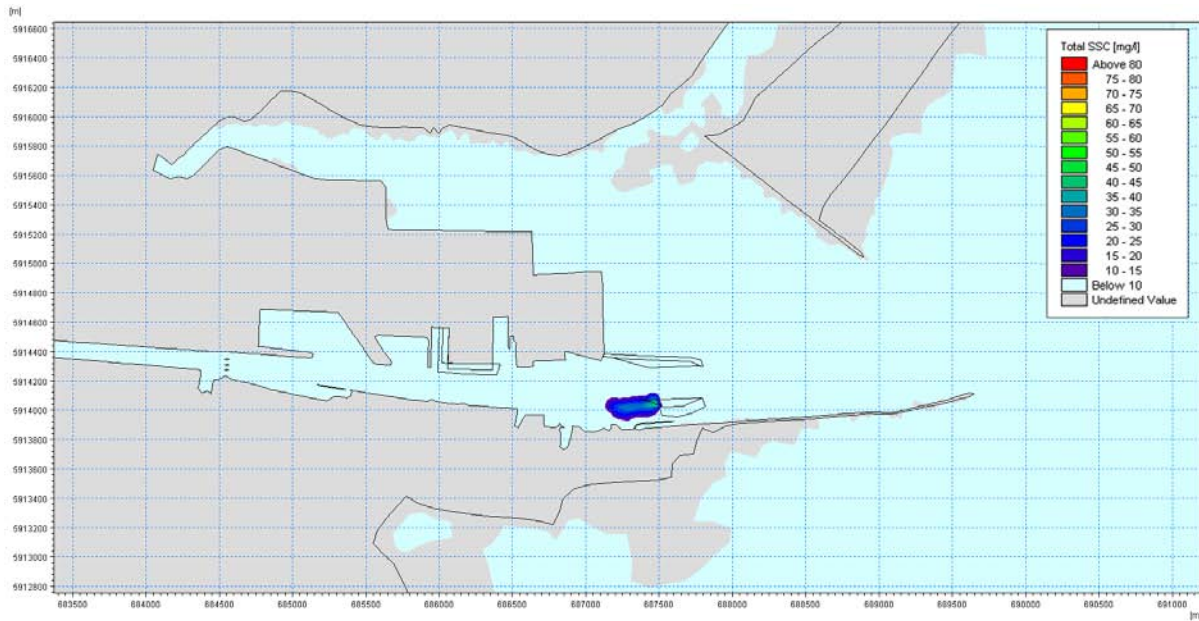 [m]
5916600
5916400
5916200
5916000
5915800
5915600
5915400
5915200
5915000
5914800
5914600
5914400
5914200
5914000
5913800
5913600
5913400
5913200
5913000
5912800
683500 684000 684500 685000 685500 686000 686500 687000 687500 688000 688500 689000 689500 690000 690500 691000
[m]
Total SSC [mg/l]
Above 80
75 - 80
70 - 75
65 - 70
60 - 65
55 - 60
50 - 55
45 - 50
40 - 45
35 - 40
30 - 35
25 - 30
20 - 25
15 - 20
10 - 15
Below 10
Undefined Value